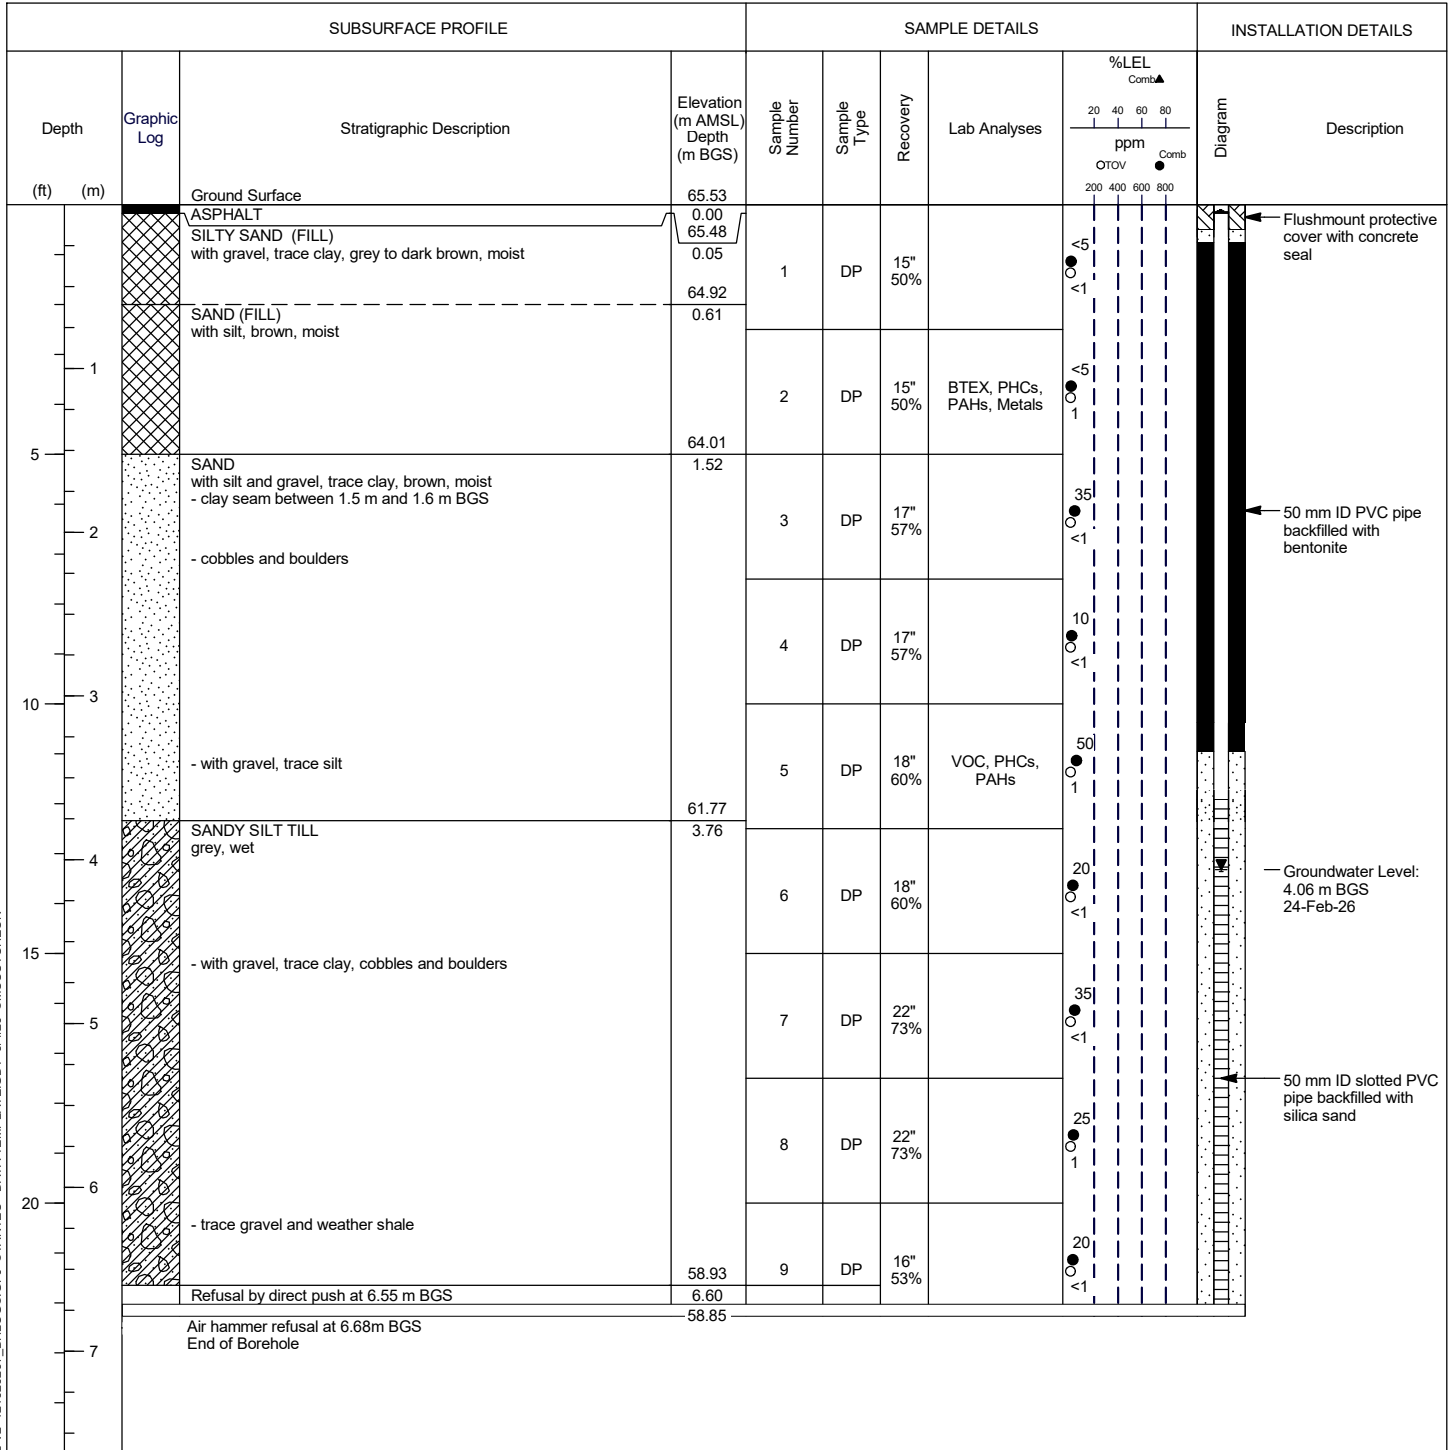 SUBSURFACE PROFILE
SAMPLE DETAILS
INSTALLATION DETAILS
Depth
(ft) (m)
Graphic
Log
Stratigraphic Description
Elevation
(m AMSL)
Depth
(m BGS)
Sample
Number
Sample
Type
Recovery
Lab Analyses
%LEL
Comb
20 40 60 80
ppm
TOV Comb
200 400 600 800
Diagram
Description
Ground Surface 65.53
ASPHALT 0.00
65.48
SILTY SAND (FILL)
with gravel, trace clay, grey to dark brown, moist 0.05
64.92
SAND (FILL) 0.61
with silt, brown, moist
64.01
SAND 1.52
with silt and gravel, trace clay, brown, moist
- clay seam between 1.5 m and 1.6 m BGS
- cobbles and boulders
- with gravel, trace silt
61.77
SANDY SILT TILL 3.76
grey, wet
- with gravel, trace clay, cobbles and boulders
- trace gravel and weather shale
58.93
Refusal by direct push at 6.55 m BGS 6.60
58.85
Air hammer refusal at 6.68m BGS
End of Borehole
1
5
2
3
10
4
15
5
6
20
7
1 DP 15" 50% <5 <1
2 DP 15" 50% BTEX, PHCs, PAHs, Metals <5 1
3 DP 17" 57% 35 <1
4 DP 17" 57% 10 <1
5 DP 18" 60% VOC, PHCs, PAHs 50 1
6 DP 18" 60% 20 <1
7 DP 22" 73% 35 <1
8 DP 22" 73% 25 1
9 DP 16" 53% 20 <1
Flushmount protective
cover with concrete
seal
50 mm ID PVC pipe
backfilled with
bentonite
Groundwater Level:
4.06 m BGS
24-Feb-26
50 mm ID slotted PVC
pipe backfilled with
silica sand